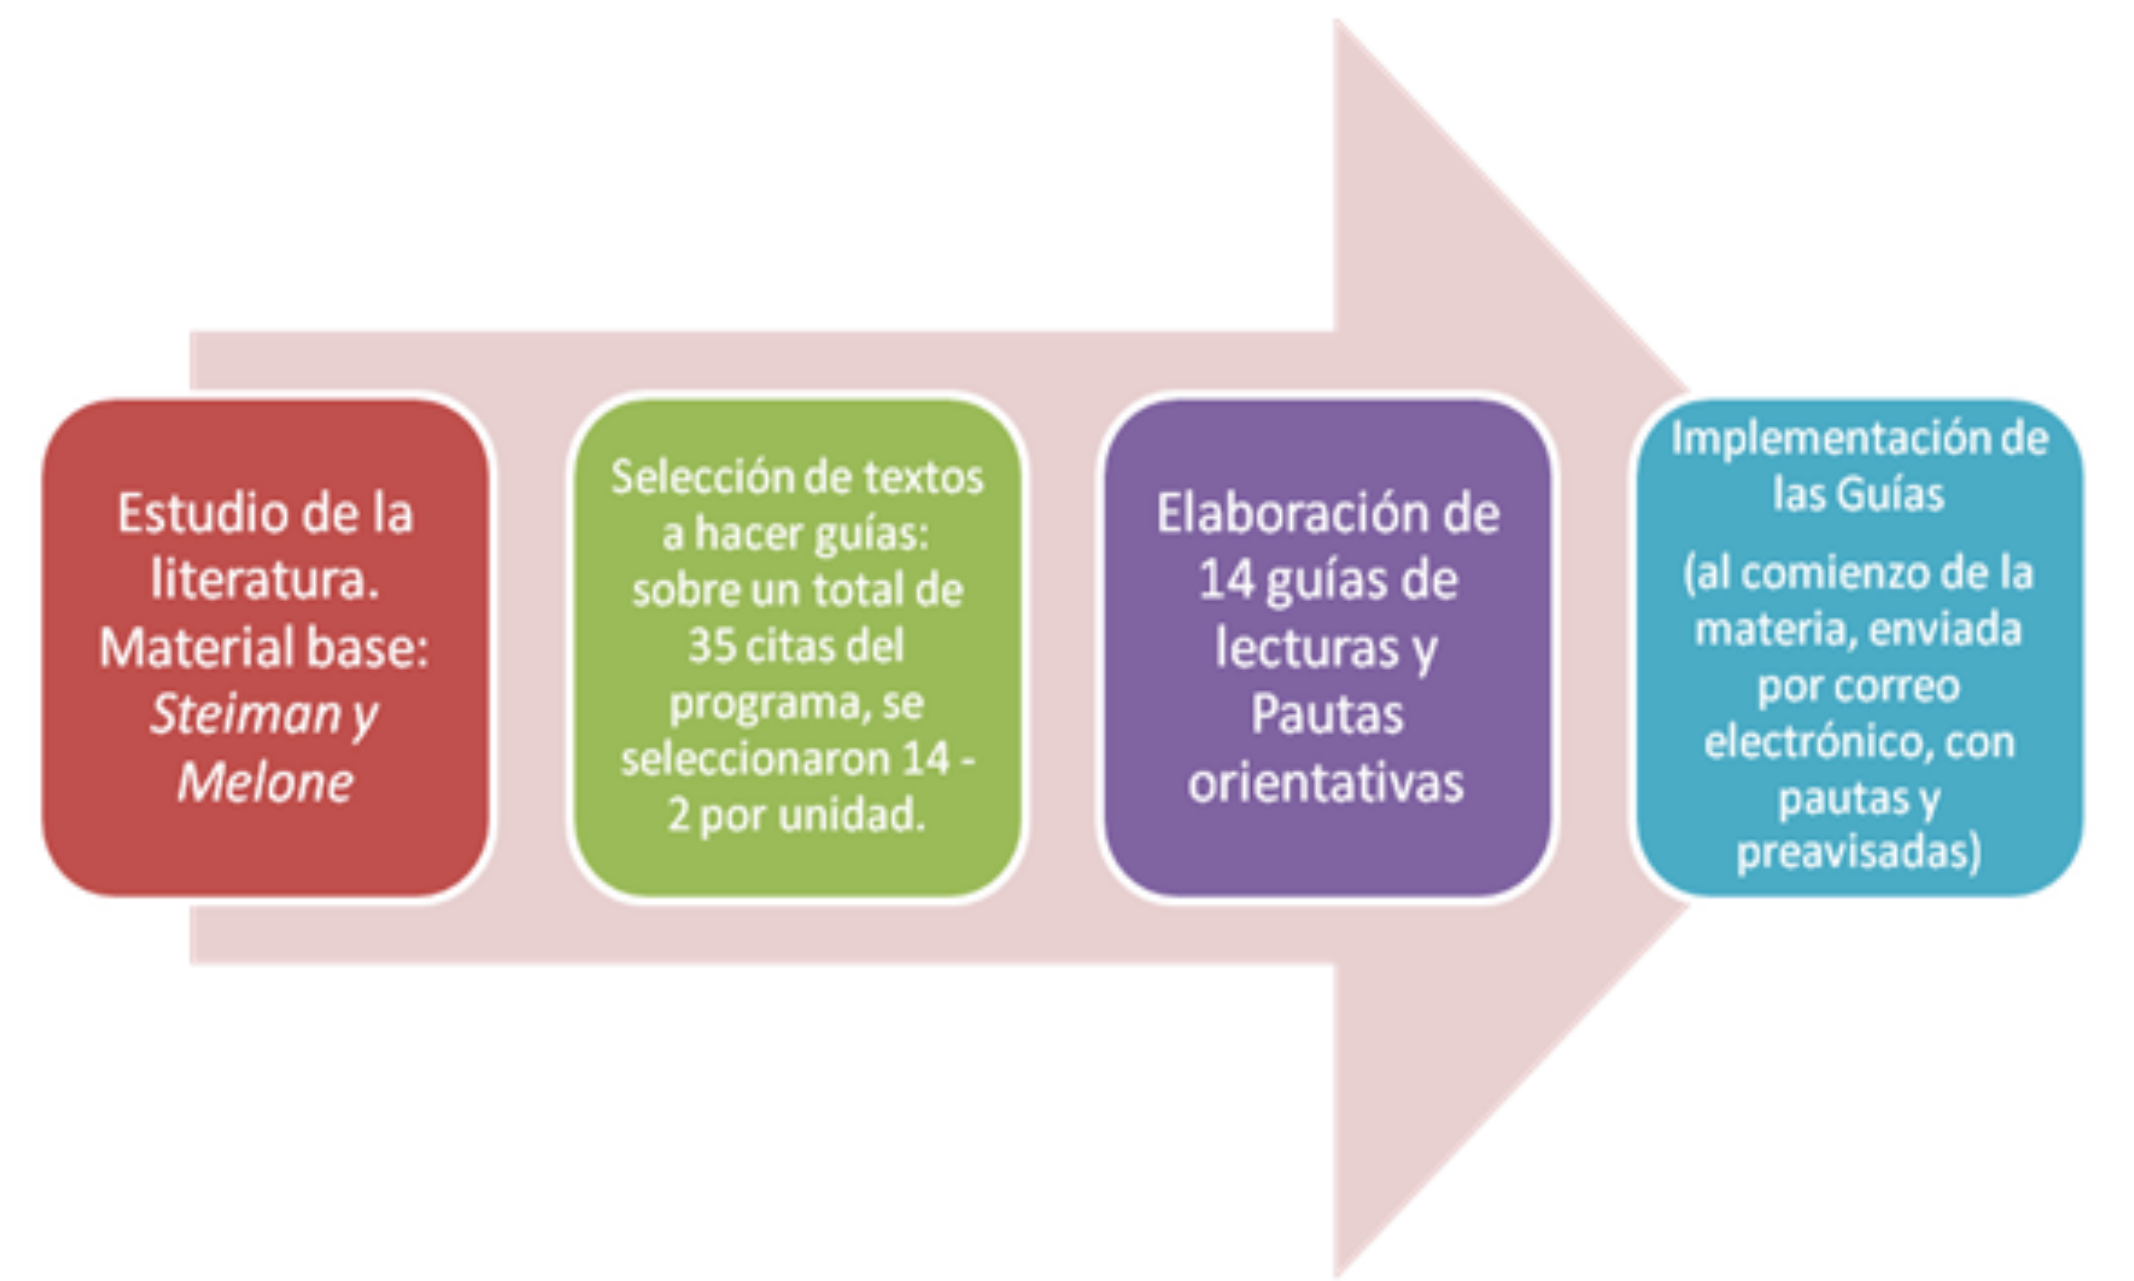 Estudio de la
literatura.
Material base:
Steiman y
Melone
Selección de textos
a hacer guías:
sobre un total de
35 citas del
programa, se
seleccionaron 14 -
2 por unidad.
Elaboración de
14 guías de
lecturas y
Pautas
orientativas
Implementación de
las Guías
(al comienzo de la
materia, enviada
por correo
electrónico, con
pautas y
preavisadas)